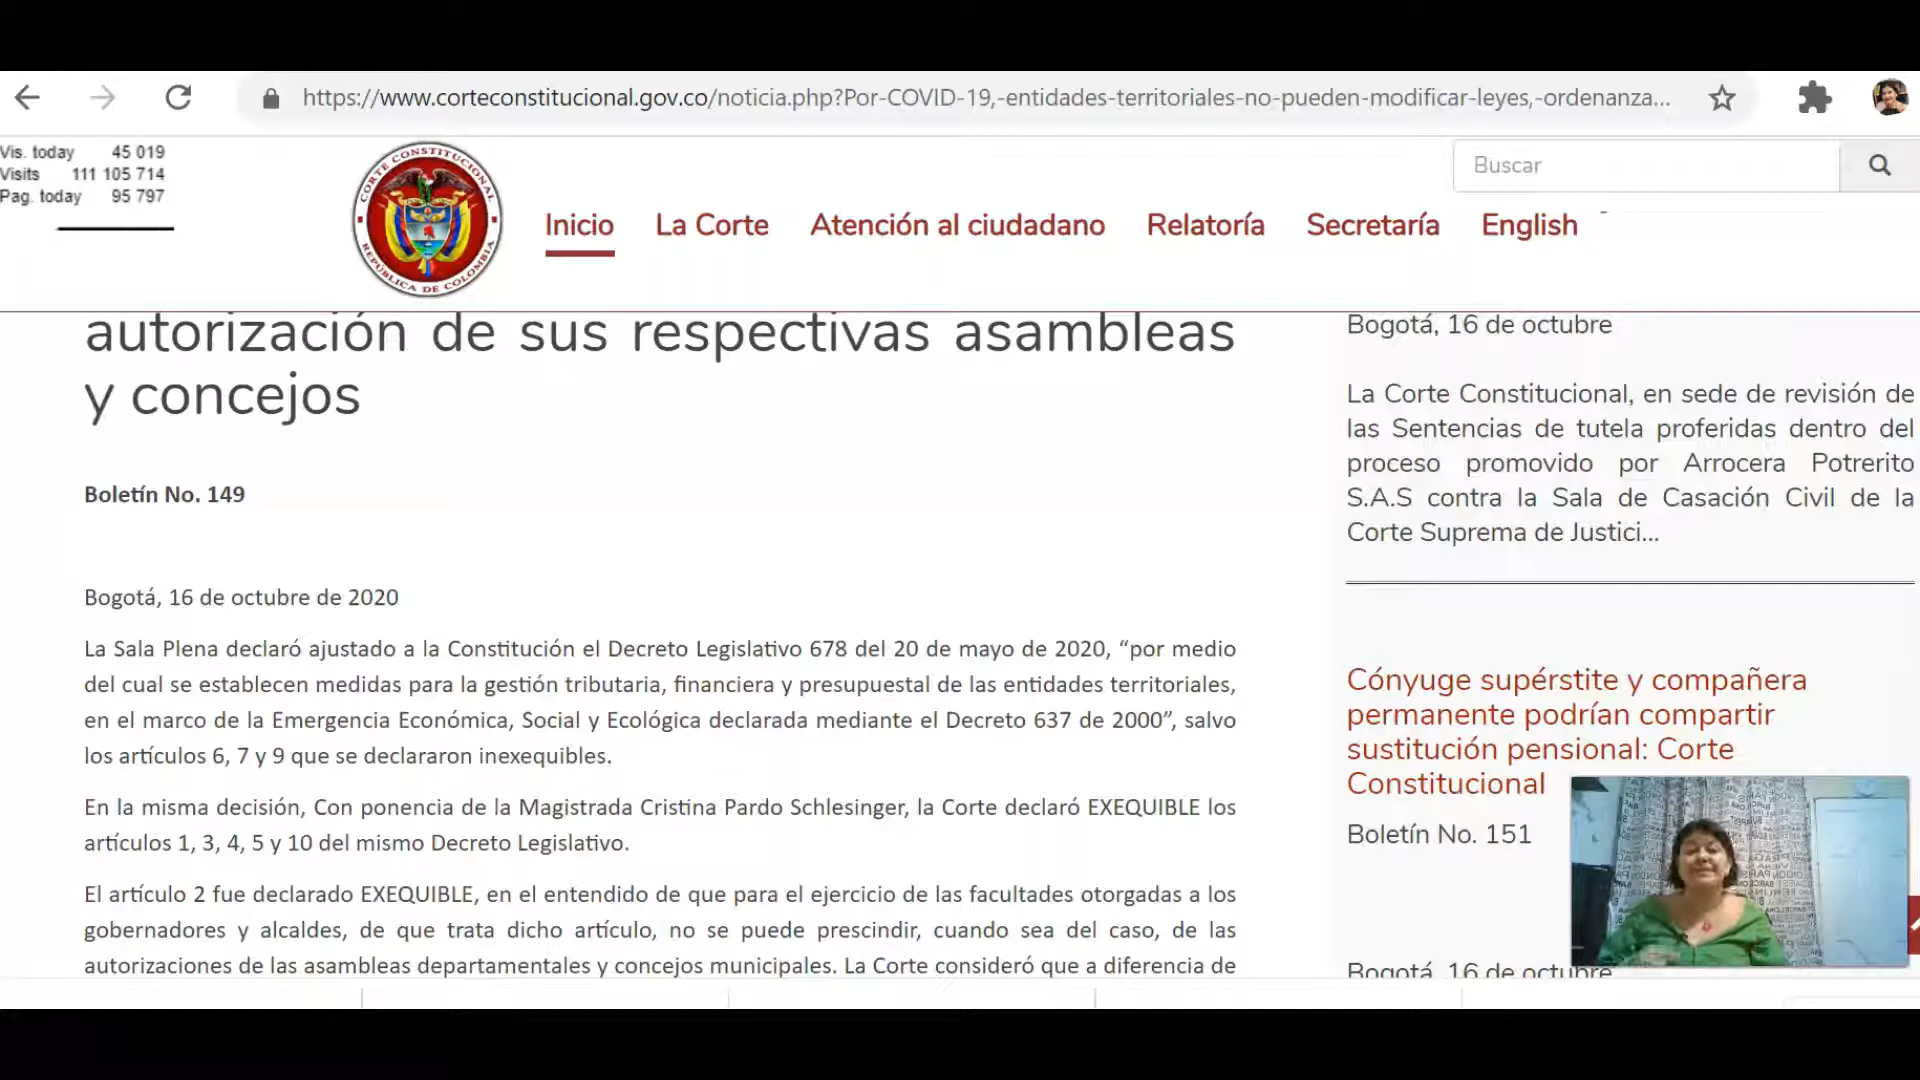 https://www.corteconstitucional.gov.co/noticia.php?Por-COVID-19,-entidades-territoriales-no-pueden-modificar-leyes,-ordenanza...
Vis. today 45 019
Visits 111 105 714
Pag. today 95 797
CORTE CONSTITUCIONAL
REPÚBLICA DE COLOMBIA
Buscar
Inicio La Corte Atención al ciudadano Relatoría Secretaría English
autorización de sus respectivas asambleas
y concejos
Boletín No. 149
Bogotá, 16 de octubre de 2020
La Sala Plena declaró ajustado a la Constitución el Decreto Legislativo 678 del 20 de mayo de 2020, “por medio
del cual se establecen medidas para la gestión tributaria, financiera y presupuestal de las entidades territoriales,
en el marco de la Emergencia Económica, Social y Ecológica declarada mediante el Decreto 637 de 2000”, salvo
los artículos 6, 7 y 9 que se declararon inexequibles.
En la misma decisión, Con ponencia de la Magistrada Cristina Pardo Schlesinger, la Corte declaró EXEQUIBLE los
artículos 1, 3, 4, 5 y 10 del mismo Decreto Legislativo.
El artículo 2 fue declarado EXEQUIBLE, en el entendido de que para el ejercicio de las facultades otorgadas a los
gobernadores y alcaldes, de que trata dicho artículo, no se puede prescindir, cuando sea del caso, de las
autorizaciones de las asambleas departamentales y concejos municipales. La Corte consideró que a diferencia de
Bogotá, 16 de octubre
La Corte Constitucional, en sede de revisión de
las Sentencias de tutela proferidas dentro del
proceso promovido por Arrocera Potrerito
S.A.S contra la Sala de Casación Civil de la
Corte Suprema de Justici...
Cónyuge supérstite y compañera
permanente podrían compartir
sustitución pensional: Corte
Constitucional
Boletín No. 151
Bogotá, 16 de octubre